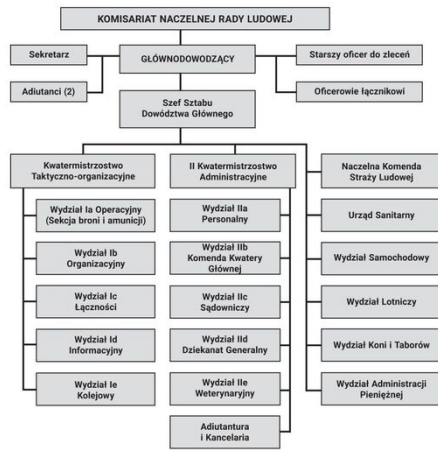 KOMISARIAT NACZELNEJ RADY LUDOWEJ
Sekretarz
GŁÓWNODOWODZĄCY
Starszy oficer do zleceń
Adiutanci (2)
Oficerowie łącznikowi
Szef Sztabu
Dowództwa Głównego
Kwatermistrzostwo
Taktyczno-organizacyjne
Wydział Ia Operacyjny
(Sekcja broni i amunicji)
Wydział Ib
Organizacyjny
Wydział Ic
Łączności
Wydział Id
Informacyjny
Wydział Ie
Kolejowy
II Kwatermistrzostwo
Administracyjne
Wydział IIa
Personalny
Wydział IIb
Komenda Kwatery
Głównej
Wydział IIc
Sądowniczy
Wydział IId
Dziekanat Generalny
Wydział IIe
Weterynaryjny
Adiutantura
i Kancelaria
Naczelna Komenda
Straży Ludowej
Urząd Sanitarny
Wydział Samochodowy
Wydział Lotniczy
Wydział Koni i Taborów
Wydział Administracji
Pieniężnej